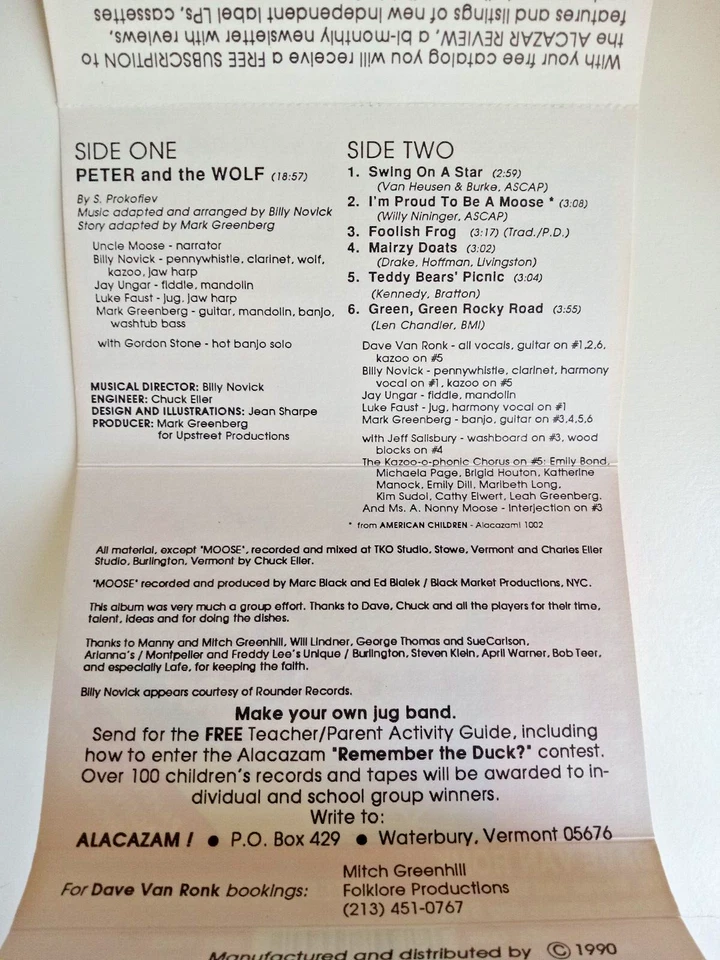 With your free catalog you will receive a FREE SUBSCRIPTION to
the ALCAZAR REVIEW, a bi-monthly newsletter with reviews,
features and listings of new independent label LPs, cassettes
SIDE ONE
PETER and the WOLF (18:57)
By S. Prokofiev
Music adapted and arranged by Billy Novick
Story adapted by Mark Greenberg
Uncle Moose - narrator
Billy Novick - pennywhistle, clarinet, wolf,
kazoo, jaw harp
Jay Ungar - fiddle, mandolin
Luke Faust - jug, jaw harp
Mark Greenberg - guitar, mandolin, banjo,
washtub bass
with Gordon Stone - hot banjo solo
MUSICAL DIRECTOR: Billy Novick
ENGINEER: Chuck Eller
DESIGN AND ILLUSTRATIONS: Jean Sharpe
PRODUCER: Mark Greenberg
for Upstreet Productions
SIDE TWO
1. Swing On A Star (2:59)
(Van Heusen & Burke, ASCAP)
2. I'm Proud To Be A Moose * (3:08)
(Willy Nininger, ASCAP)
3. Foolish Frog (3:17) (Trad./P.D.)
4. Mairzy Doats (3:02)
(Drake, Hoffman, Livingston)
5. Teddy Bears' Picnic (3:04)
(Kennedy, Bratton)
6. Green, Green Rocky Road (3:55)
(Len Chandler, BMI)
Dave Van Ronk - all vocals, guitar on #1,2,6,
kazoo on #5
Billy Novick - pennywhistle, clarinet, harmony
vocal on #1, kazoo on #5
Jay Ungar - fiddle, mandolin
Luke Faust - jug, harmony vocal on #1
Mark Greenberg - banjo, guitar on #3,4,5,6
with Jeff Salisbury - washboard on #3, wood
blocks on #4
The Kazoo-o-phonic Chorus on #5: Emily Bond,
Michaela Page, Brigid Houton, Katherine
Manock, Emily Dill, Maribeth Long,
Kim Sudol, Cathy Elwert, Leah Greenberg.
And Ms. A. Nonny Moose - Interjection on #3
* from AMERICAN CHILDREN - Alacazam! 1002
All material, except "MOOSE", recorded and mixed at TKO Studio, Stowe, Vermont and Charles Eller
Studio, Burlington, Vermont by Chuck Eller.
"MOOSE" recorded and produced by Marc Black and Ed Bialek / Black Market Productions, NYC.
This album was very much a group effort. Thanks to Dave, Chuck and all the players for their time,
talent, ideas and for doing the dishes.
Thanks to Manny and Mitch Greenhill, Will Lindner, George Thomas and SueCarlson,
Arianna's / Montpelier and Freddy Lee's Unique / Burlington, Steven Klein, April Warner, Bob Teer,
and especially Lafe, for keeping the faith.
Billy Novick appears courtesy of Rounder Records.
Make your own jug band.
Send for the FREE Teacher/Parent Activity Guide, including
how to enter the Alacazam "Remember the Duck?" contest.
Over 100 children's records and tapes will be awarded to in-
dividual and school group winners.
Write to:
ALACAZAM! ● P.O. Box 429 ● Waterbury, Vermont 05676
For Dave Van Ronk bookings:
Mitch Greenhill
Folklore Productions
(213) 451-0767
Manufactured and distributed by © 1990